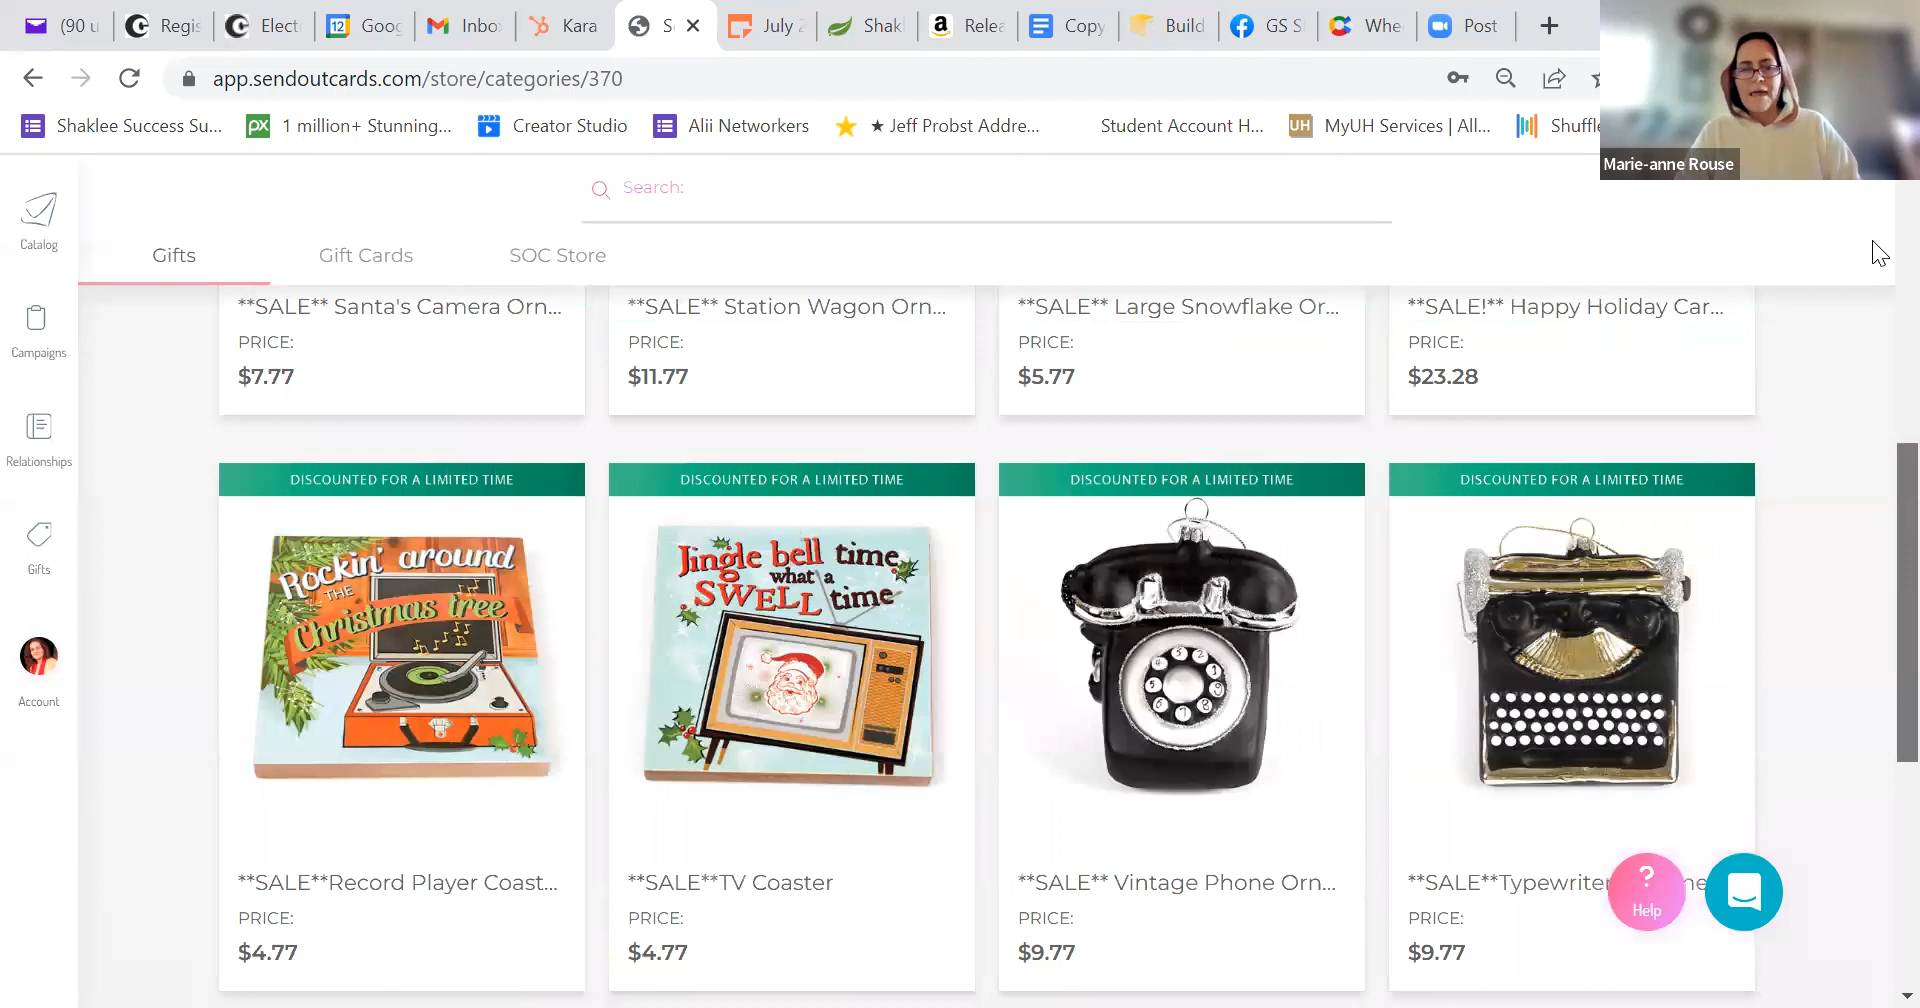 (90 u
Regis
Elect
12
Goog
Inbo
Kara
S
July 2
Shak
a
Relea
Copy
Build
GS S
Whe
Post
app.sendoutcards.com/store/categories/370
Shaklee Success Su...
px
1 million+ Stunning...
Creator Studio
Alii Networkers
★ Jeff Probst Addre...
Student Account H...
UH
MyUH Services | All...
Shuffle
Marie-anne Rouse
Search:
Catalog
Gifts
Gift Cards
SOC Store
**SALE** Santa's Camera Orn...
PRICE:
$7.77
**SALE** Station Wagon Orn...
PRICE:
$11.77
**SALE** Large Snowflake Or...
PRICE:
$5.77
**SALE!** Happy Holiday Car...
PRICE:
$23.28
Campaigns
Relationships
Gifts
Account
DISCOUNTED FOR A LIMITED TIME
Rockin' around
THE
Christmas tree
**SALE**Record Player Coast...
PRICE:
$4.77
DISCOUNTED FOR A LIMITED TIME
Jingle bell time
what a
SWELL time
**SALE**TV Coaster
PRICE:
$4.77
DISCOUNTED FOR A LIMITED TIME
**SALE** Vintage Phone Orn...
PRICE:
$9.77
DISCOUNTED FOR A LIMITED TIME
**SALE**Typewriter
PRICE:
$9.77
?
Help